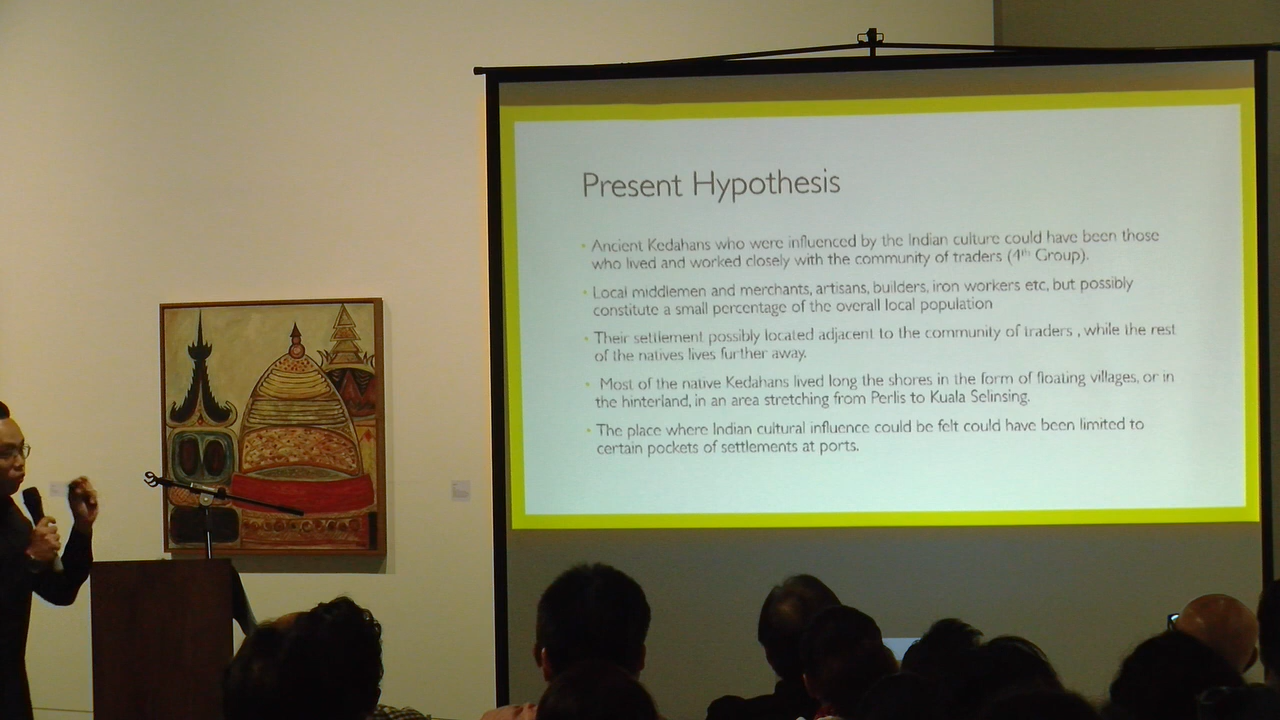 Present Hypothesis
• Ancient Kedahans who were influenced by the Indian culture could have been those
who lived and worked closely with the community of traders (4th Group).
• Local middlemen and merchants, artisans, builders, iron workers etc, but possibly
constitute a small percentage of the overall local population
• Their settlement possibly located adjacent to the community of traders , while the rest
of the natives lives further away.
• Most of the native Kedahans lived long the shores in the form of floating villages, or in
the hinterland, in an area stretching from Perlis to Kuala Selinsing.
• The place where Indian cultural influence could be felt could have been limited to
certain pockets of settlements at ports.